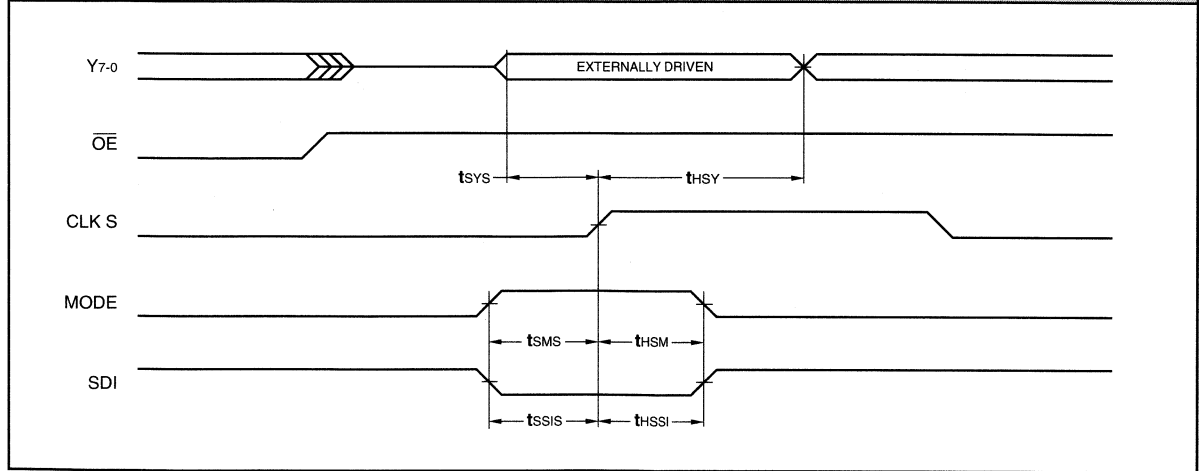 Y7-0
EXTERNALLY DRIVEN
OE
tSYS
tHSY
CLK S
MODE
tSMS
tHSM
SDI
tSSIS
tHSSI